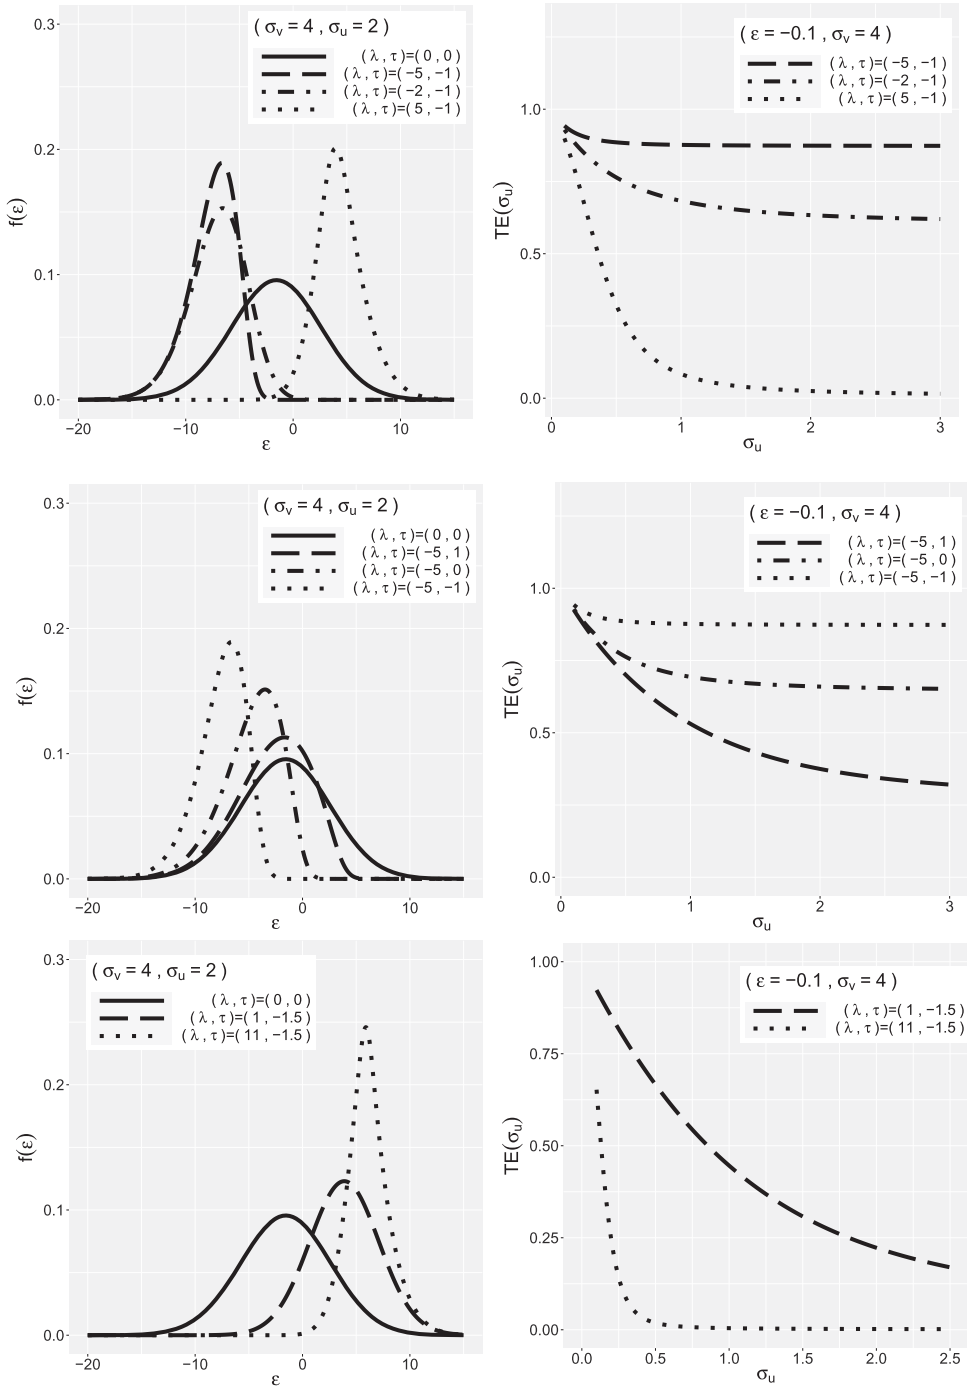 ( σv = 4 , σu = 2 )
( λ , τ )=( 0 , 0 )
( λ , τ )=( −5 , −1 )
( λ , τ )=( −2 , −1 )
( λ , τ )=( 5 , −1 )
0.3
0.2
0.1
0.0
f(ε)
−20
−10
0
10
ε
( ε = −0.1 , σv = 4 )
( λ , τ )=( −5 , −1 )
( λ , τ )=( −2 , −1 )
( λ , τ )=( 5 , −1 )
1.0
0.5
0.0
TE(σu)
0
1
2
3
σu
( σv = 4 , σu = 2 )
( λ , τ )=( 0 , 0 )
( λ , τ )=( −5 , 1 )
( λ , τ )=( −5 , 0 )
( λ , τ )=( −5 , −1 )
0.3
0.2
0.1
0.0
f(ε)
−20
−10
0
10
ε
( ε = −0.1 , σv = 4 )
( λ , τ )=( −5 , 1 )
( λ , τ )=( −5 , 0 )
( λ , τ )=( −5 , −1 )
1.0
0.5
0.0
TE(σu)
0
1
2
3
σu
( σv = 4 , σu = 2 )
( λ , τ )=( 0 , 0 )
( λ , τ )=( 1 , −1.5 )
( λ , τ )=( 11 , −1.5 )
0.3
0.2
0.1
0.0
f(ε)
−20
−10
0
10
ε
( ε = −0.1 , σv = 4 )
( λ , τ )=( 1 , −1.5 )
( λ , τ )=( 11 , −1.5 )
1.00
0.75
0.50
0.25
0.00
TE(σu)
0.0
0.5
1.0
1.5
2.0
2.5
σu